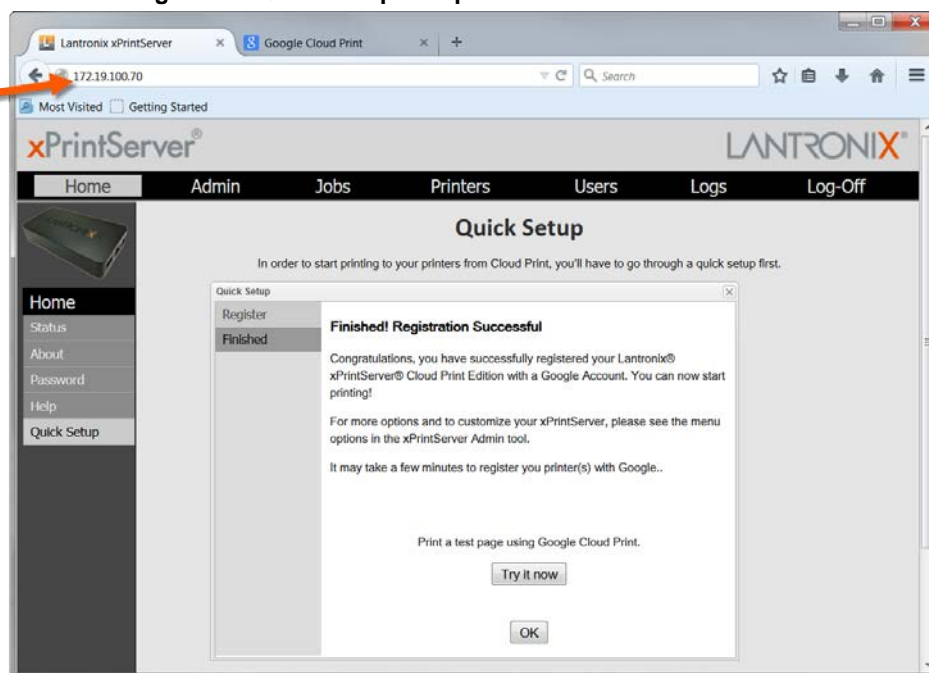 Lantronix xPrintServer
Google Cloud Print
172.19.100.70
Search
Most Visited Getting Started
xPrintServer®
LANTRONIX®
Home Admin Jobs Printers Users Logs Log-Off
Quick Setup
In order to start printing to your printers from Cloud Print, you'll have to go through a quick setup first.
Home
Status
About
Password
Help
Quick Setup
Quick Setup
Register
Finished
Finished! Registration Successful
Congratulations, you have successfully registered your Lantronix®
xPrintServer® Cloud Print Edition with a Google Account. You can now start
printing!
For more options and to customize your xPrintServer, please see the menu
options in the xPrintServer Admin tool.
It may take a few minutes to register you printer(s) with Google..
Print a test page using Google Cloud Print.
Try it now
OK